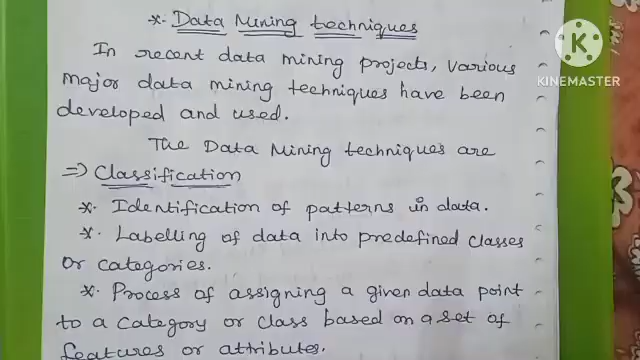 *. Data Mining techniques
In recent data mining projects, various
major data mining techniques have been
developed and used.
The Data Mining techniques are
⇒ Classification
*. Identification of patterns in data.
*. Labelling of data into predefined classes
or categories.
*. Process of assigning a given data point
to a category or class based on a set of
features or attributes.
K
KINEMASTER